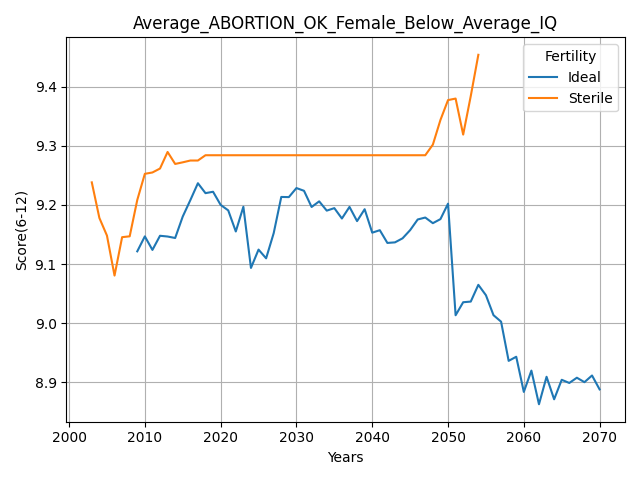 Average_ABORTION_OK_Female_Below_Average_IQ
Fertility
Ideal
Sterile
Score(6-12)
9.4
9.3
9.2
9.1
9.0
8.9
2000 2010 2020 2030 2040 2050 2060 2070
Years